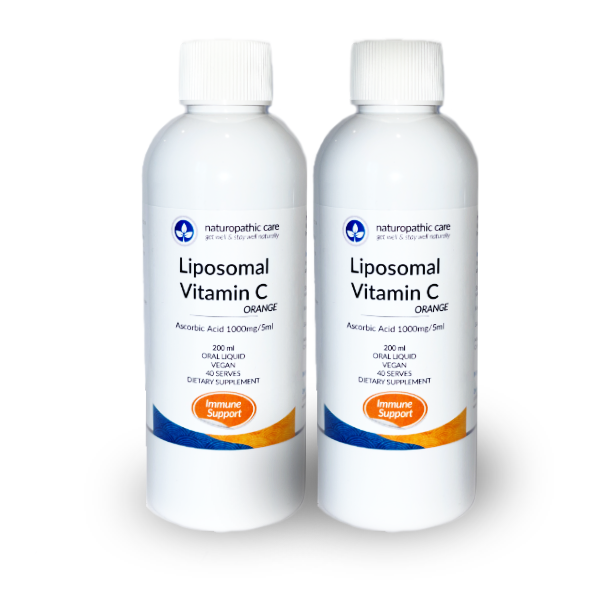 naturopathic care
get well & stay well naturally
Liposomal
Vitamin C
ORANGE
Ascorbic Acid 1000mg/5ml
200 ml
ORAL LIQUID
VEGAN
40 SERVES
DIETARY SUPPLEMENT
Immune
Support
naturopathic care
get well & stay well naturally
Liposomal
Vitamin C
ORANGE
Ascorbic Acid 1000mg/5ml
200 ml
ORAL LIQUID
VEGAN
40 SERVES
DIETARY SUPPLEMENT
Immune
Support